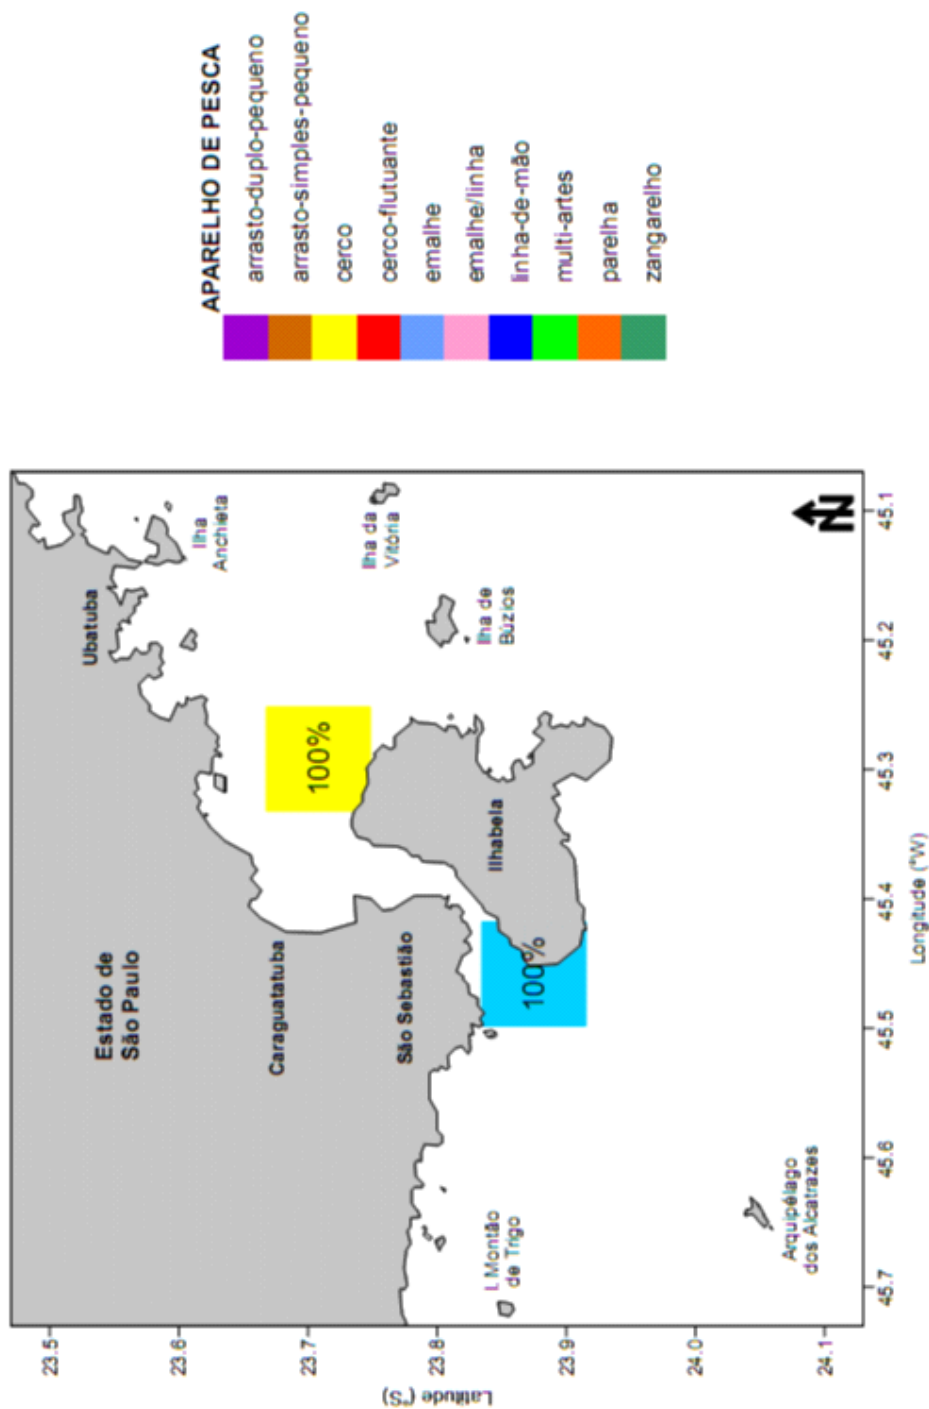 APARELHO DE PESCA
arrasto-duplo-pequeno
arrasto-simples-pequeno
cerco
cerco-flutuante
emalhe
emalhe/linha
linha-de-mão
multi-artes
parelha
zangarelho
Estado de
São Paulo
Ubatuba
Ilha
Anchieta
Caraguatatuba
100%
São Sebastião
Ilha da
Vitória
Ilhabela
Ilha de
Búzios
100%
I. Montão
de Trigo
Arquipélago
dos Alcatrazes
N
23.5
23.6
23.7
23.8
23.9
24.0
24.1
Latitude (°S)
45.7
45.6
45.5
45.4
45.3
45.2
45.1
Longitude (°W)